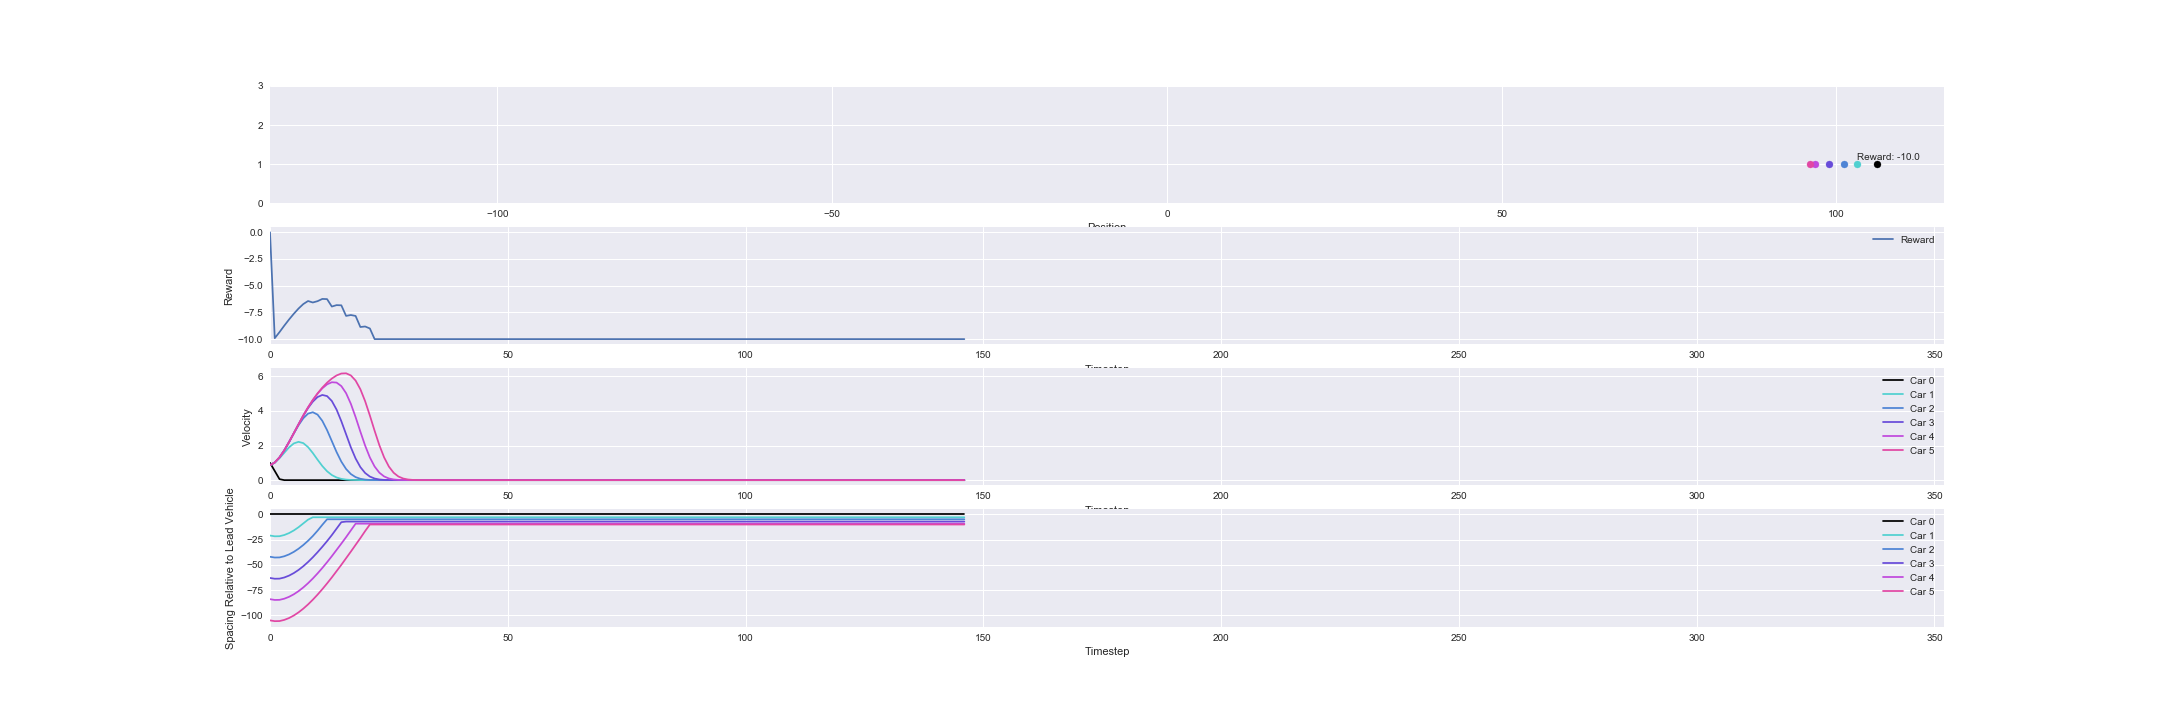 3
2
1
0
Reward: -10.0
−100
−50
0
50
100
Position
Reward
0.0
−2.5
−5.0
−7.5
−10.0
Reward
0
50
100
150
200
250
300
350
Timestep
Velocity
6
4
2
0
Car 0
Car 1
Car 2
Car 3
Car 4
Car 5
0
50
100
150
200
250
300
350
Timestep
Spacing Relative to Lead Vehicle
0
−25
−50
−75
−100
Car 0
Car 1
Car 2
Car 3
Car 4
Car 5
0
50
100
150
200
250
300
350
Timestep